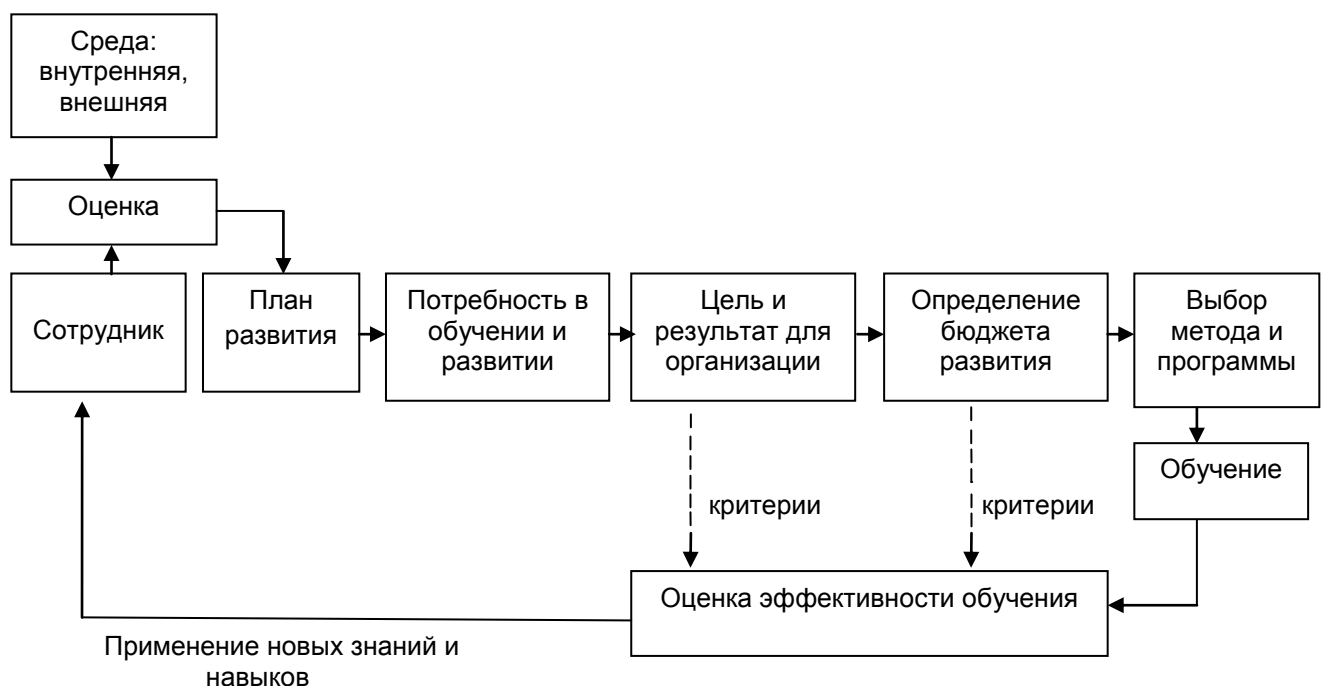 Среда:
внутренняя,
внешняя
Оценка
Сотрудник
План
развития
Потребность в
обучении и
развитии
Цель и
результат для
организации
Определение
бюджета
развития
Выбор
метода и
программы
Обучение
критерии
критерии
Оценка эффективности обучения
Применение новых знаний и
навыков